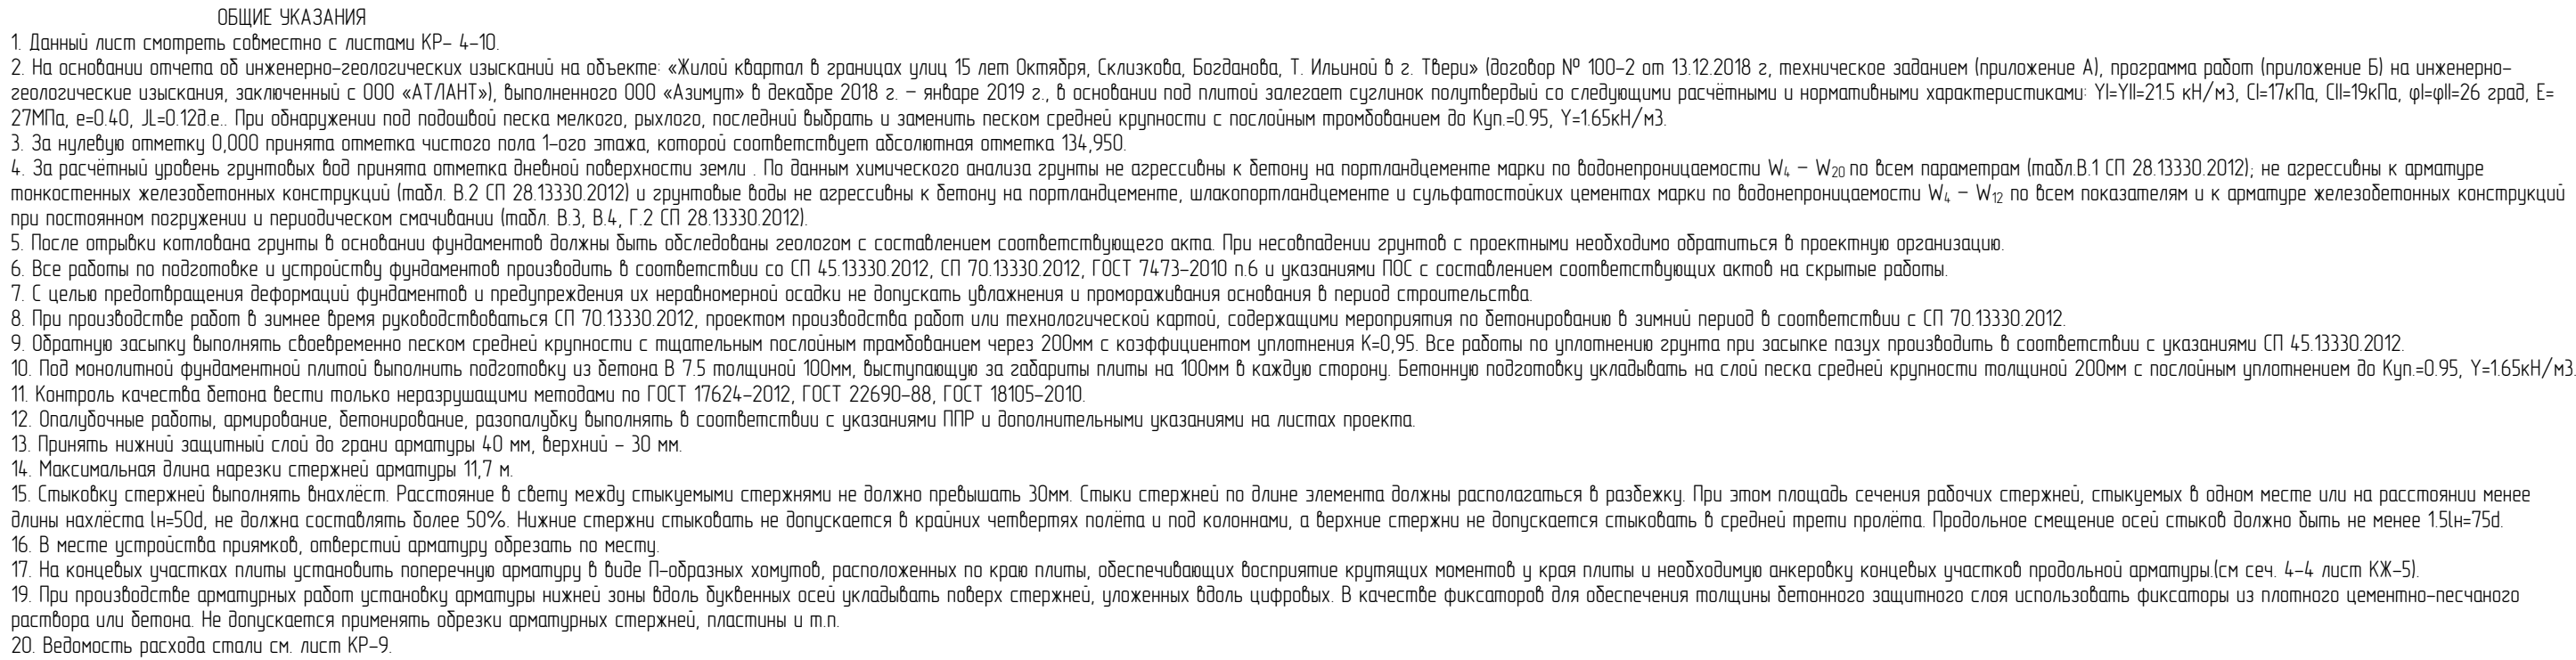 ОБЩИЕ УКАЗАНИЯ
1. Данный лист смотреть совместно с листами КР– 4–10.
2. На основании отчета об инженерно–геологических изысканий на объекте: «Жилой квартал в границах улиц 15 лет Октября, Склизкова, Богданова, Т. Ильиной в г. Твери» (договор № 100–2 от 13.12.2018 г, техническое заданием (приложение А), программа работ (приложение Б) на инженерно–
геологические изыскания, заключенный с ООО «АТЛАНТ»), выполненного ООО «Азимут» в декабре 2018 г. – январе 2019 г., в основании под плитой залегает суглинок полутвердый со следующими расчётными и нормативными характеристиками: YI=YII=21.5 кН/м3, CI=17кПа, CII=19кПа, φI=φII=26 град, E=
27МПа, e=0.40, JL=0.12д.е.. При обнаружении под подошвой песка мелкого, рыхлого, последний выбрать и заменить песком средней крупности с послойным тромбованием до Куп.=0.95, Y=1.65кН/м3.
3. За нулевую отметку 0,000 принята отметка чистого пола 1–ого этажа, которой соответствует абсолютная отметка 134,950.
4. За расчётный уровень грунтовых вод принята отметка дневной поверхности земли . По данным химического анализа грунты не агрессивны к бетону на портландцементе марки по водонепроницаемости W₄ – W₂₀ по всем параметрам (табл.В.1 СП 28.13330.2012); не агрессивны к арматуре
тонкостенных железобетонных конструкций (табл. В.2 СП 28.13330.2012) и грунтовые воды не агрессивны к бетону на портландцементе, шлакопортландцементе и сульфатостойких цементах марки по водонепроницаемости W₄ – W₁₂ по всем показателям и к арматуре железобетонных конструкций
при постоянном погружении и периодическом смачивании (табл. В.3, В.4, Г.2 СП 28.13330.2012).
5. После отрывки котлована грунты в основании фундаментов должны быть обследованы геологом с составлением соответствующего акта. При несовпадении грунтов с проектными необходимо обратиться в проектную организацию.
6. Все работы по подготовке и устройству фундаментов производить в соответствии со СП 45.13330.2012, СП 70.13330.2012, ГОСТ 7473–2010 п.6 и указаниями ПОС с составлением соответствующих актов на скрытые работы.
7. С целью предотвращения деформаций фундаментов и предупреждения их неравномерной осадки не допускать увлажнения и промораживания основания в период строительства.
8. При производстве работ в зимнее время руководствоваться СП 70.13330.2012, проектом производства работ или технологической картой, содержащими мероприятия по бетонированию в зимний период в соответствии с СП 70.13330.2012.
9. Обратную засыпку выполнять своевременно песком средней крупности с тщательным послойным трамбованием через 200мм с коэффициентом уплотнения К=0,95. Все работы по уплотнению грунта при засыпке пазух производить в соответствии с указаниями СП 45.13330.2012.
10. Под монолитной фундаментной плитой выполнить подготовку из бетона В 7.5 толщиной 100мм, выступающую за габариты плиты на 100мм в каждую сторону. Бетонную подготовку укладывать на слой песка средней крупности толщиной 200мм с послойным уплотнением до Куп.=0.95, Y=1.65кН/м3.
11. Контроль качества бетона вести только неразрушащими методами по ГОСТ 17624–2012, ГОСТ 22690–88, ГОСТ 18105–2010.
12. Опалубочные работы, армирование, бетонирование, разопалубку выполнять в соответствии с указаниями ППР и дополнительными указаниями на листах проекта.
13. Принять нижний защитный слой до грани арматуры 40 мм, верхний – 30 мм.
14. Максимальная длина нарезки стержней арматуры 11,7 м.
15. Стыковку стержней выполнять внахлёст. Расстояние в свету между стыкуемыми стержнями не должно превышать 30мм. Стыки стержней по длине элемента должны располагаться в разбежку. При этом площадь сечения рабочих стержней, стыкуемых в одном месте или на расстоянии менее
длины нахлёста lн=50d, не должна составлять более 50%. Нижние стержни стыковать не допускается в крайних четвертях полёта и под колоннами, а верхние стержни не допускается стыковать в средней трети пролёта. Продольное смещение осей стыков должно быть не менее 1.5lн=75d.
16. В месте устройства приямков, отверстий арматуру обрезать по месту.
17. На концевых участках плиты установить поперечную арматуру в виде П–образных хомутов, расположенных по краю плиты, обеспечивающих восприятие крутящих моментов у края плиты и необходимую анкеровку концевых участков продольной арматуры.(см сеч. 4–4 лист КЖ–5).
19. При производстве арматурных работ установку арматуры нижней зоны вдоль буквенных осей укладывать поверх стержней, уложенных вдоль цифровых. В качестве фиксаторов для обеспечения толщины бетонного защитного слоя использовать фиксаторы из плотного цементно–песчаного
раствора или бетона. Не допускается применять обрезки арматурных стержней, пластины и т.п.
20. Ведомость расхода стали см. лист КР–9.